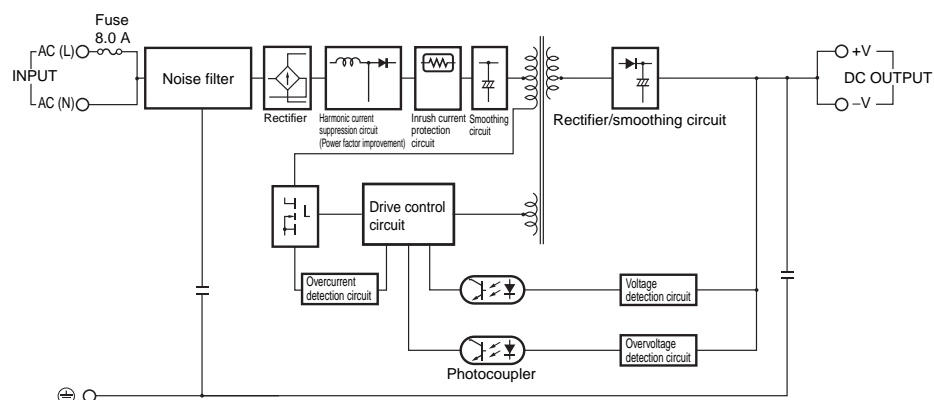 Fuse
8.0 A
AC (L)
INPUT
AC (N)
Noise filter
Rectifier
Harmonic current
suppression circuit
(Power factor improvement)
Inrush current
protection
circuit
Smoothing
circuit
Rectifier/smoothing circuit
+V
DC OUTPUT
−V
Drive control
circuit
Overcurrent
detection circuit
Voltage
detection circuit
Overvoltage
detection circuit
Photocoupler